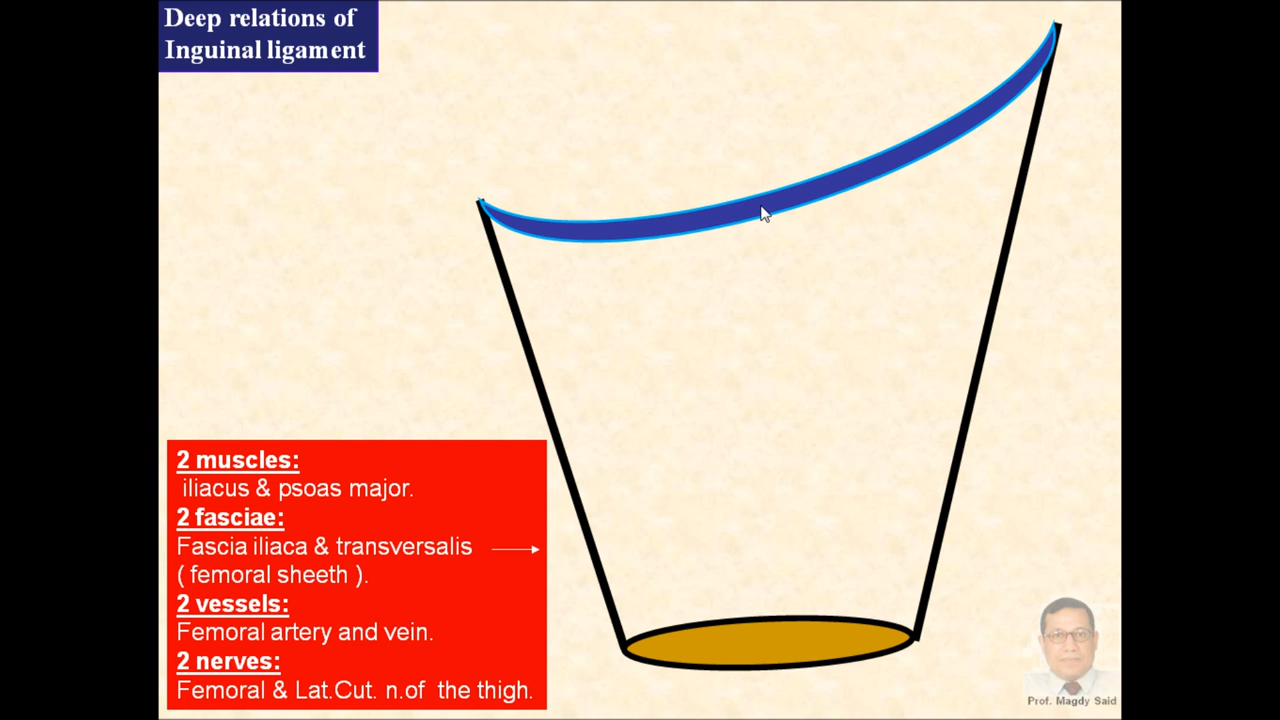 Deep relations of
Inguinal ligament
2 muscles:
iliacus & psoas major.
2 fasciae:
Fascia iliaca & transversalis
( femoral sheeth ).
2 vessels:
Femoral artery and vein.
2 nerves:
Femoral & Lat.Cut. n.of the thigh.
Prof. Magdy Said